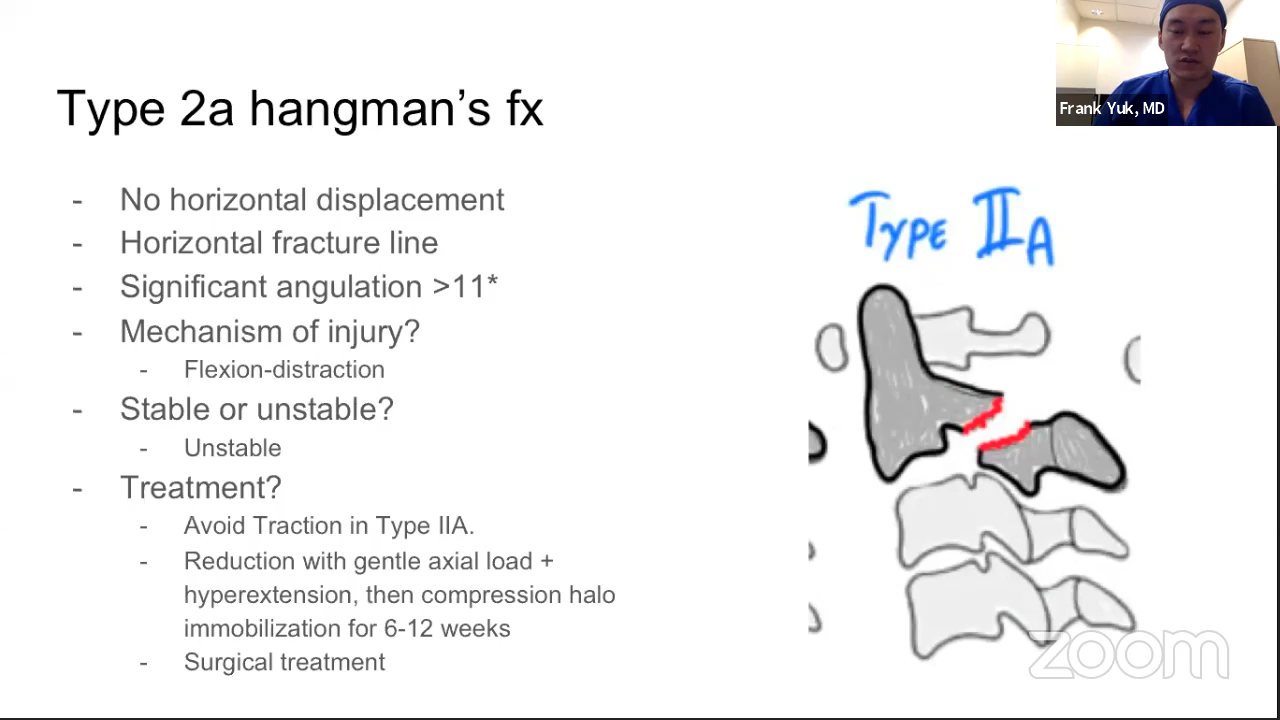 Frank Yuk, MD
Type 2a hangman's fx
- No horizontal displacement
- Horizontal fracture line
- Significant angulation >11*
- Mechanism of injury?
- Flexion-distraction
- Stable or unstable?
- Unstable
- Treatment?
- Avoid Traction in Type IIA.
- Reduction with gentle axial load +
hyperextension, then compression halo
immobilization for 6-12 weeks
- Surgical treatment
TYPE IIA
zoom